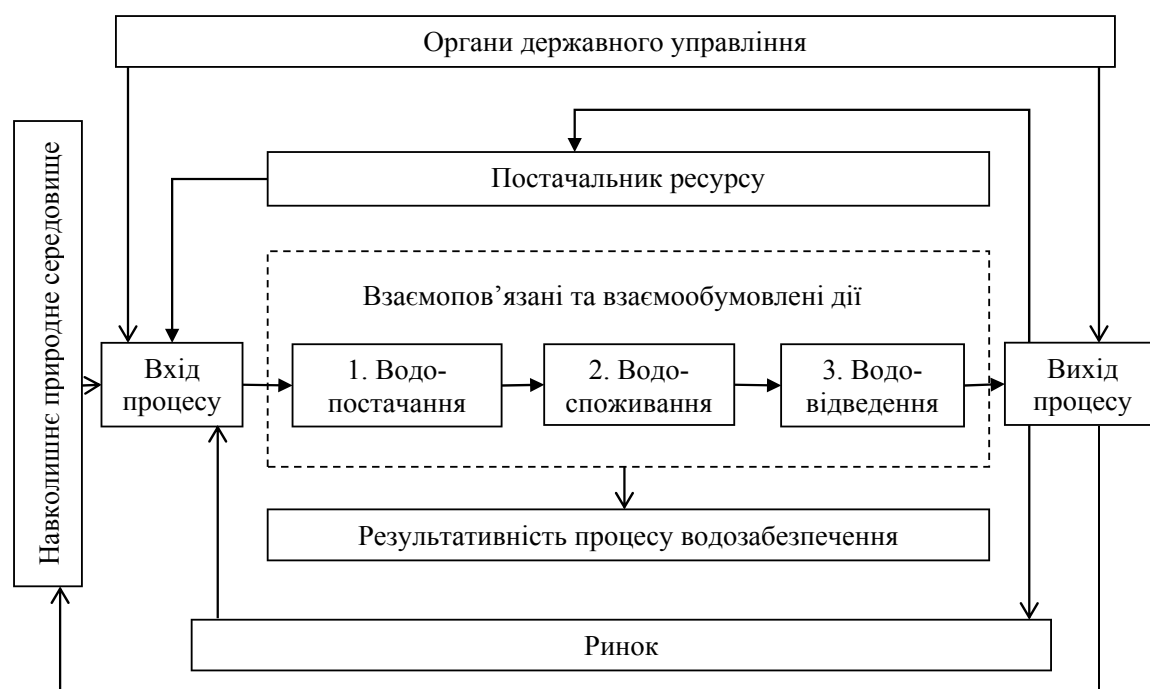 Органи державного управління
Навколишнє природне середовище
Постачальник ресурсу
Взаємопов’язані та взаємообумовлені дії
Вхід
процесу
1. Водо-
постачання
2. Водо-
споживання
3. Водо-
відведення
Вихід
процесу
Результативність процесу водозабезпечення
Ринок